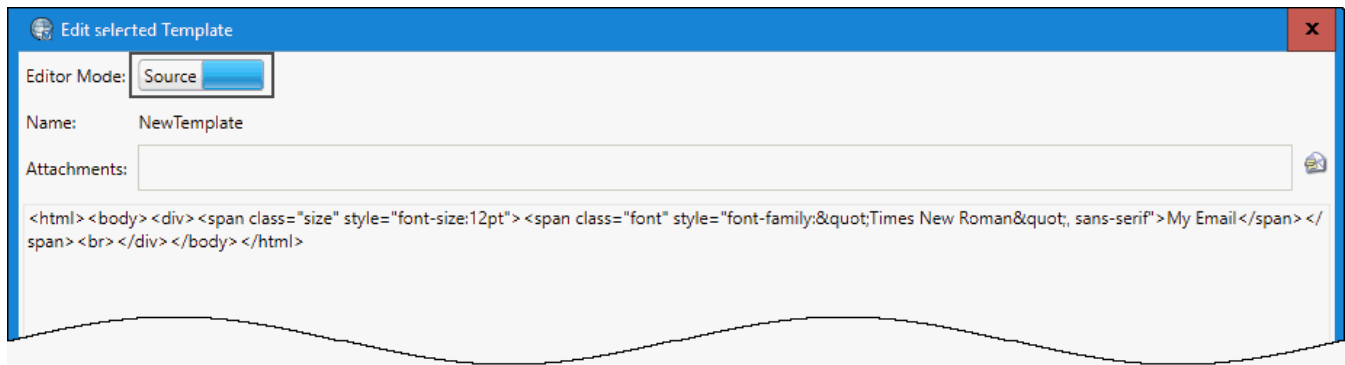 Edit selected Template
x
Editor Mode: Source
Name: NewTemplate
Attachments:
<html><body><div><span class="size" style="font-size:12pt"><span class="font" style="font-family:&quot;Times New Roman&quot;, sans-serif">My Email</span></
span><br></div></body></html>